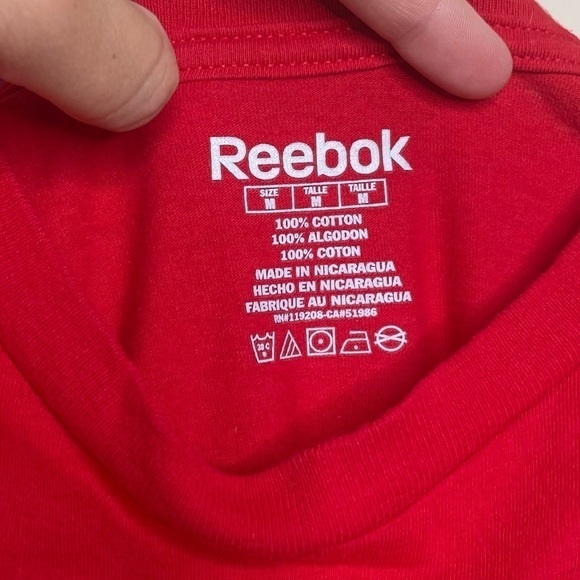 Reebok
SIZE TALLE TAILLE
M M M
100% COTTON
100% ALGODON
100% COTON
MADE IN NICARAGUA
HECHO EN NICARAGUA
FABRIQUE AU NICARAGUA
RN#119208-CA#51986